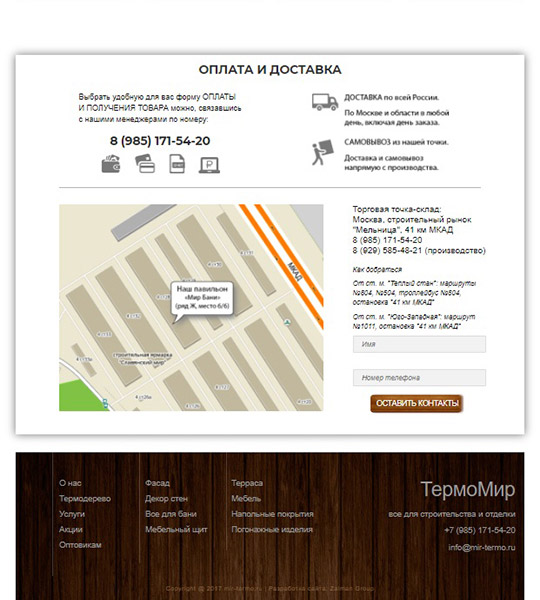 ОПЛАТА И ДОСТАВКА
Выбрать удобную для вас форму ОПЛАТЫ
И ПОЛУЧЕНИЯ ТОВАРА можно, связавшись
с нашими менеджерами по номеру:
8 (985) 171-54-20
ДОСТАВКА по всей России.
По Москве и области в любой
день, включая день заказа.
САМОВЫВОЗ из нашей точки.
Доставка и самовывоз
напрямую с производства.
МКАД
Наш павильон
«Мир Бани»
(ряд Ж, место 6/6)
строительная ярмарка
"Славянский мир"
Торговая точка-склад:
Москва, строительный рынок
"Мельница", 41 км МКАД
8 (985) 171-54-20
8 (929) 585-48-21 (производство)
Как добраться
От ст. м. "Теплый стан": маршруты
№804, №504, троллейбус №504,
остановка "41 км МКАД"
От ст. м. "Юго-Западная": маршрут
№1011, остановка "41 км МКАД"
Имя
Номер телефона
ОСТАВИТЬ КОНТАКТЫ
О нас
Термодерево
Услуги
Акции
Оптовикам
Фасад
Декор стен
Все для бани
Мебельный щит
Терраса
Мебель
Напольные покрытия
Погонажные изделия
ТермоМир
все для строительства и отделки
+7 (985) 171-54-20
info@mir-termo.ru
Copyright © 2017 mir-termo.ru | Разработка сайта: Zaman Group